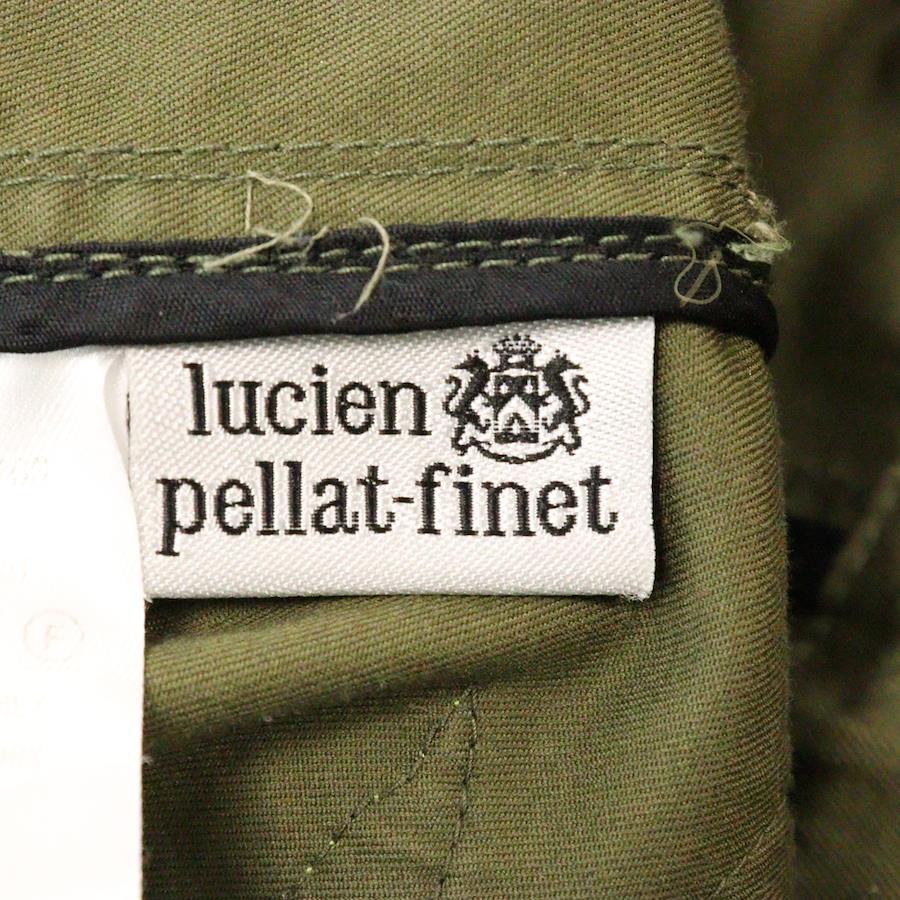 lucien
pellat-finet
F